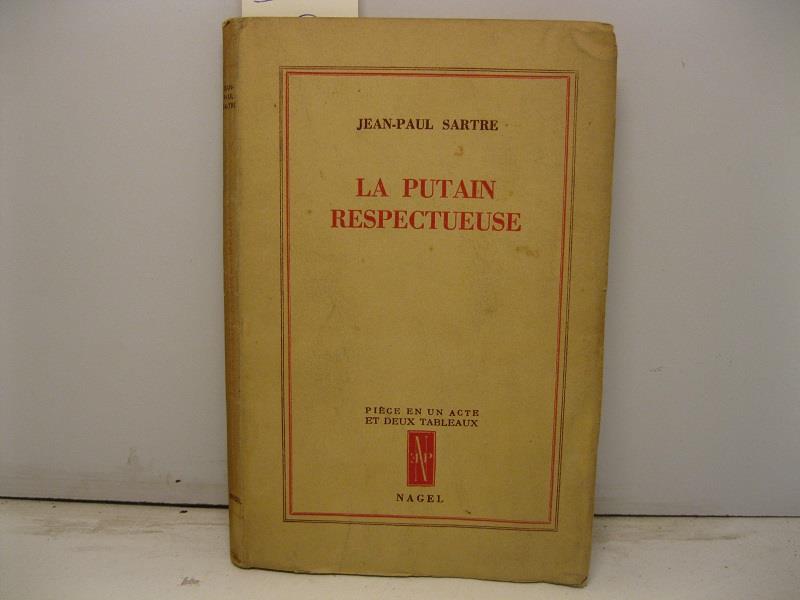 JEAN-PAUL SARTRE
LA PUTAIN
RESPECTUEUSE
PIÈCE EN UN ACTE
ET DEUX TABLEAUX
N
NAGEL